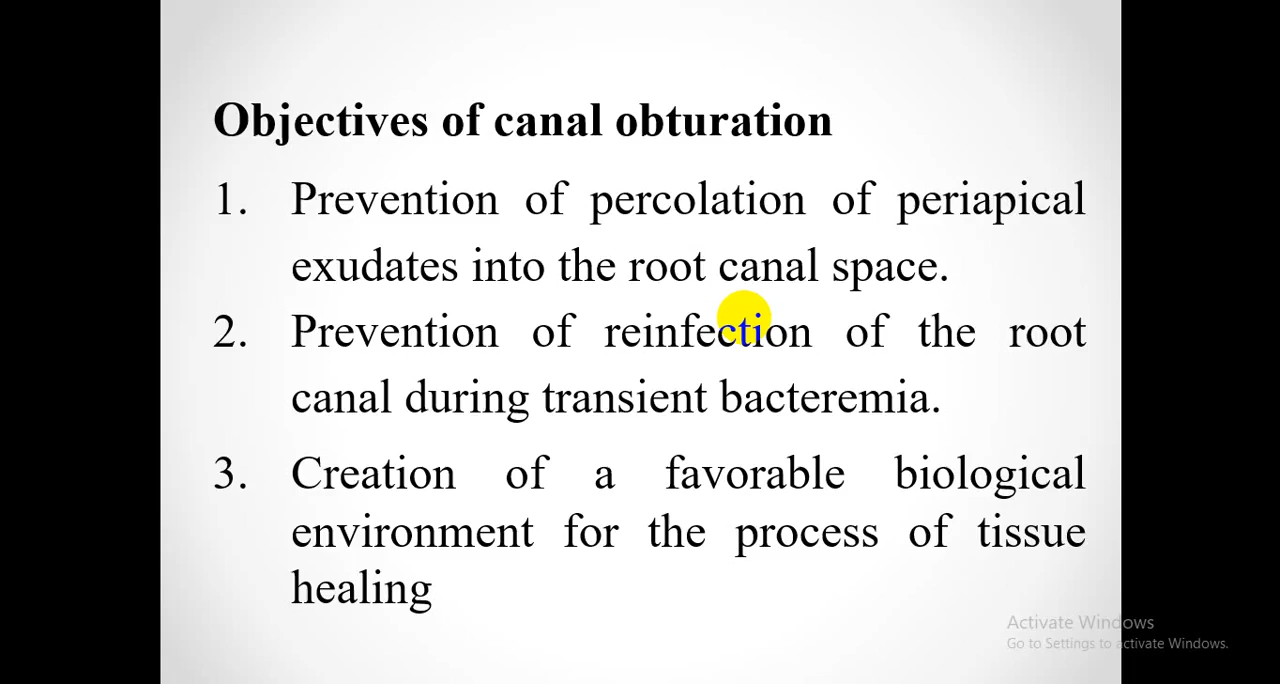 Objectives of canal obturation
1. Prevention of percolation of periapical
exudates into the root canal space.
2. Prevention of reinfection of the root
canal during transient bacteremia.
3. Creation of a favorable biological
environment for the process of tissue
healing
Activate Windows
Go to Settings to activate Windows.